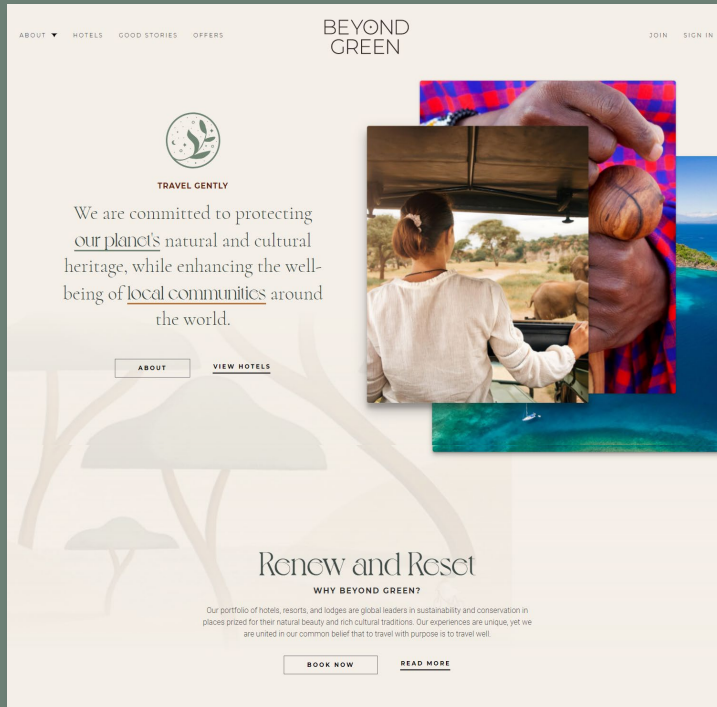 ABOUT HOTELS GOOD STORIES OFFERS
BEYOND
GREEN
JOIN SIGN IN
TRAVEL GENTLY
We are committed to protecting
our planet's natural and cultural
heritage, while enhancing the well-
being of local communities around
the world.
ABOUT VIEW HOTELS
Renew and Reset
WHY BEYOND GREEN?
Our portfolio of hotels, resorts, and lodges are global leaders in sustainability and conservation in
places prized for their natural beauty and rich cultural traditions. Our experiences are unique, yet we
are united in our common belief that to travel with purpose is to travel well.
BOOK NOW READ MORE